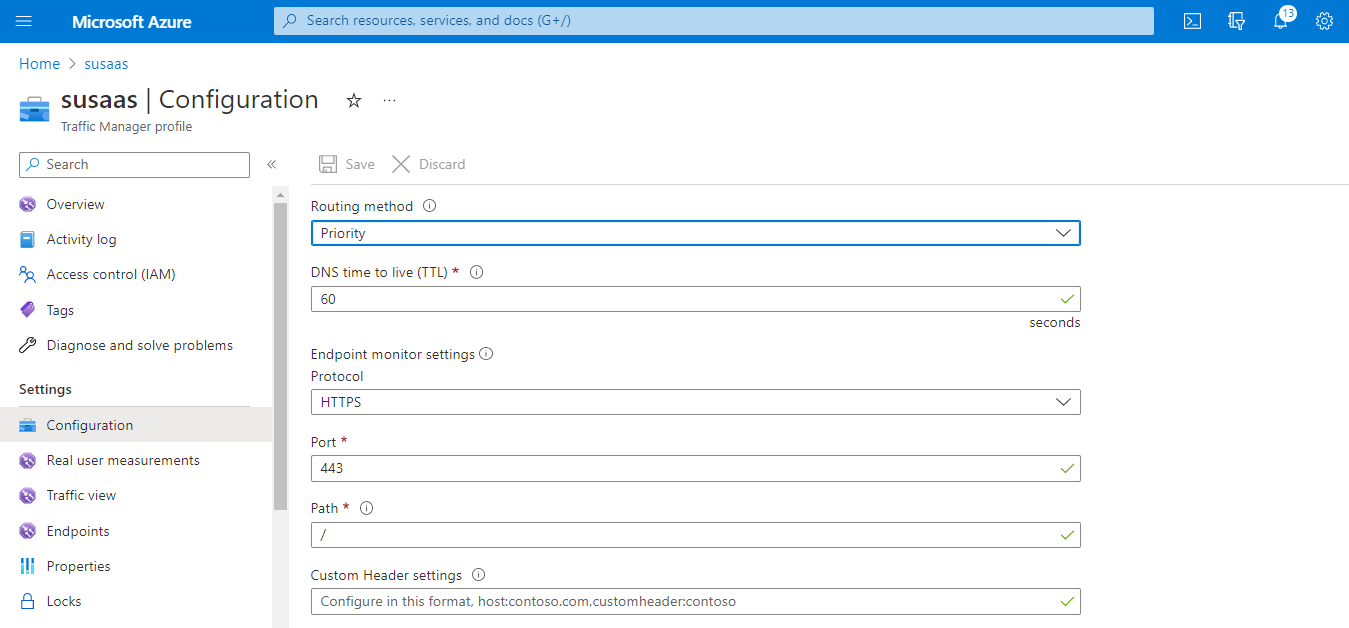 Microsoft Azure
Search resources, services, and docs (G+/)
13
Home > susaas
susaas | Configuration
...
Traffic Manager profile
Search
«
Save
Discard
Overview
Activity log
Access control (IAM)
Tags
Diagnose and solve problems
Settings
Configuration
Real user measurements
Traffic view
Endpoints
Properties
Locks
Routing method
Priority
DNS time to live (TTL) *
60
seconds
Endpoint monitor settings
Protocol
HTTPS
Port *
443
Path *
/
Custom Header settings
Configure in this format, host:contoso.com,customheader:contoso